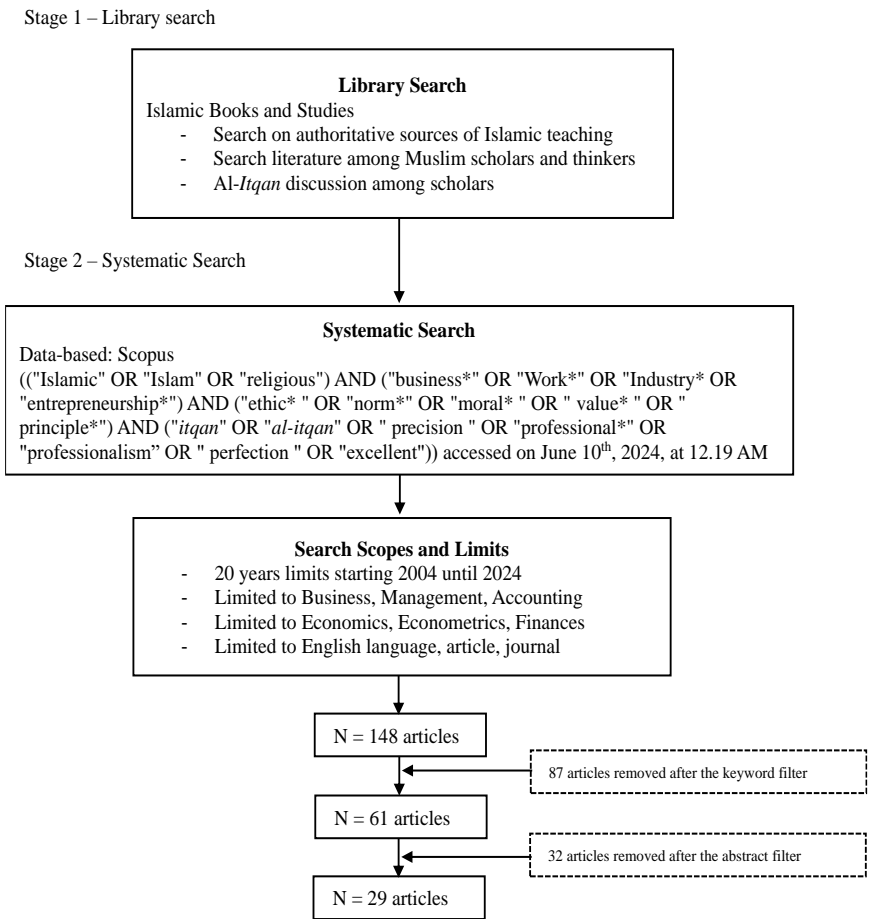 Stage 1 – Library search
Library Search
Islamic Books and Studies
- Search on authoritative sources of Islamic teaching
- Search literature among Muslim scholars and thinkers
- Al-Itqan discussion among scholars
Stage 2 – Systematic Search
Systematic Search
Data-based: Scopus
(("Islamic" OR "Islam" OR "religious") AND ("business*" OR "Work*" OR "Industry* OR
"entrepreneurship*") AND ("ethic* " OR "norm*" OR "moral* " OR " value* " OR "
principle*") AND ("itqan" OR "al-itqan" OR " precision " OR "professional*" OR
"professionalism” OR " perfection " OR "excellent")) accessed on June 10th, 2024, at 12.19 AM
Search Scopes and Limits
- 20 years limits starting 2004 until 2024
- Limited to Business, Management, Accounting
- Limited to Economics, Econometrics, Finances
- Limited to English language, article, journal
N = 148 articles
87 articles removed after the keyword filter
N = 61 articles
32 articles removed after the abstract filter
N = 29 articles